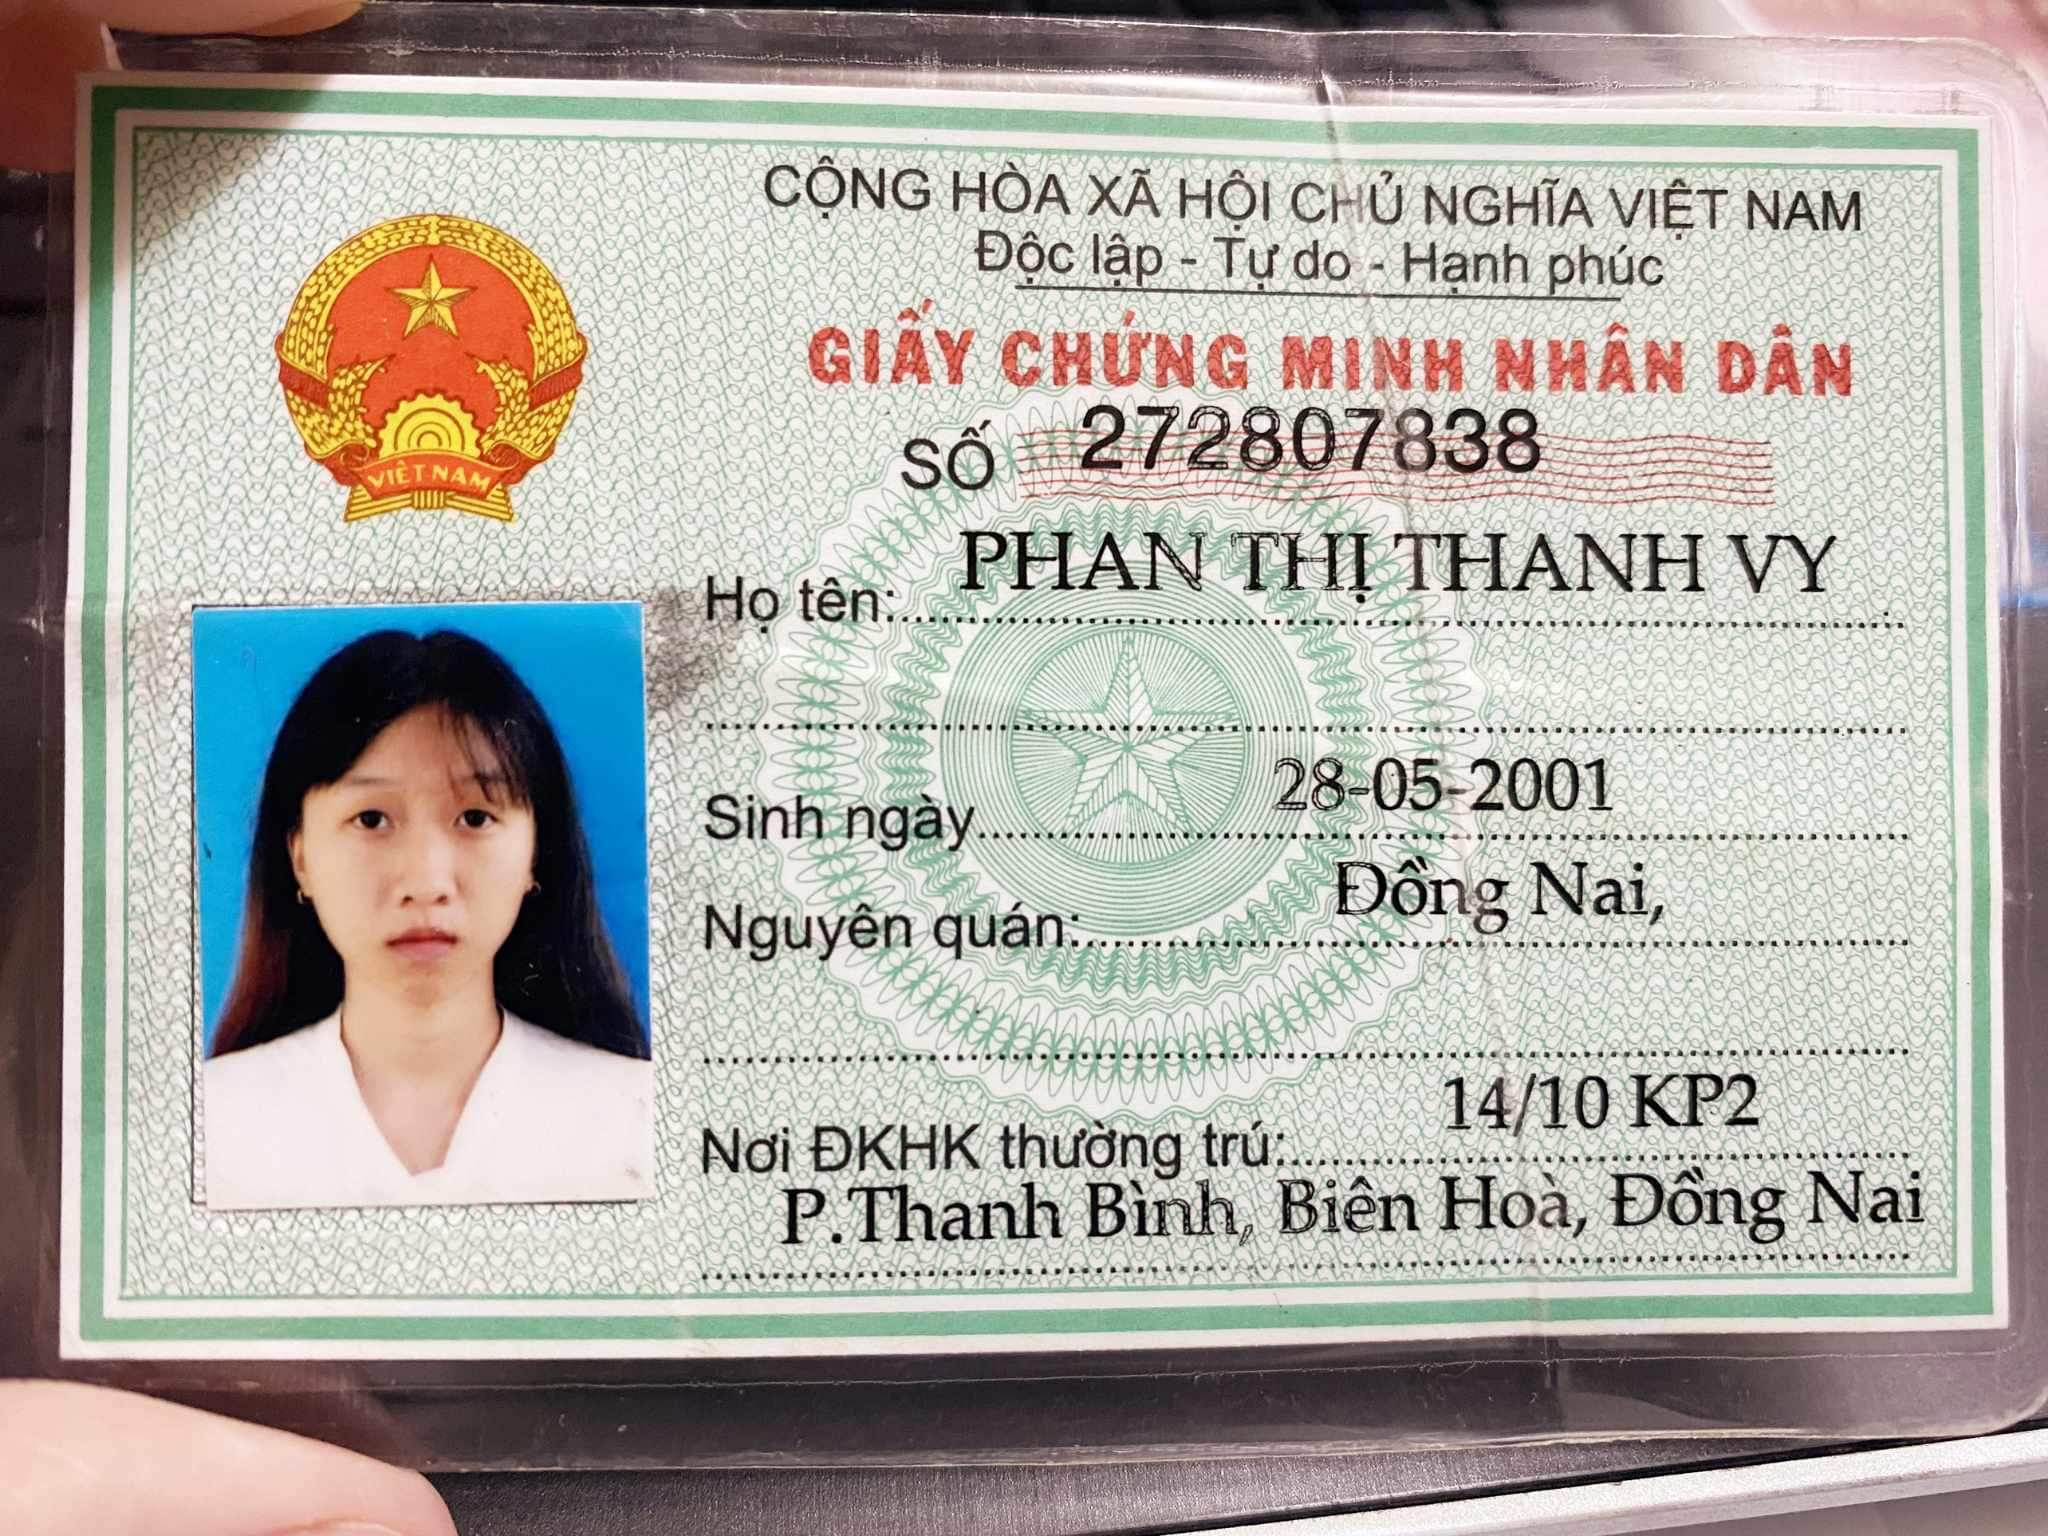 CỘNG HÒA XÃ HỘI CHỦ NGHĨA VIỆT NAM
Độc lập - Tự do - Hạnh phúc
GIẤY CHỨNG MINH NHÂN DÂN
SỐ 272807838
VIỆT NAM
Họ tên: PHAN THỊ THANH VY
Sinh ngày 28-05-2001
Nguyên quán: Đồng Nai,
Nơi ĐKHK thường trú: 14/10 KP2
P.Thanh Bình, Biên Hoà, Đồng Nai